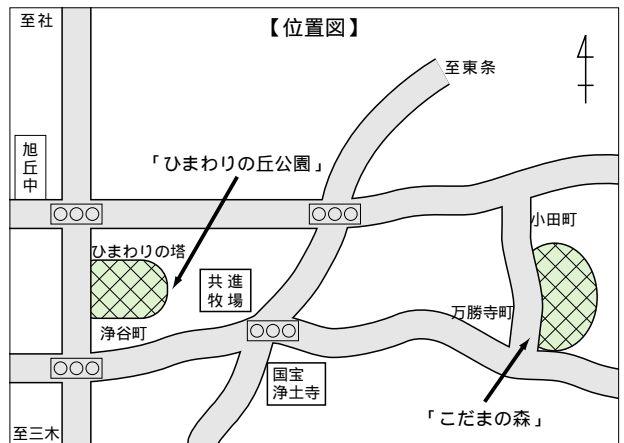 至社
【位置図】
至東条
旭
丘
中
「ひまわりの丘公園」
小田町
ひまわりの塔
共進
牧場
万勝寺町
浄谷町
国宝
浄土寺
「こだまの森」
至三木